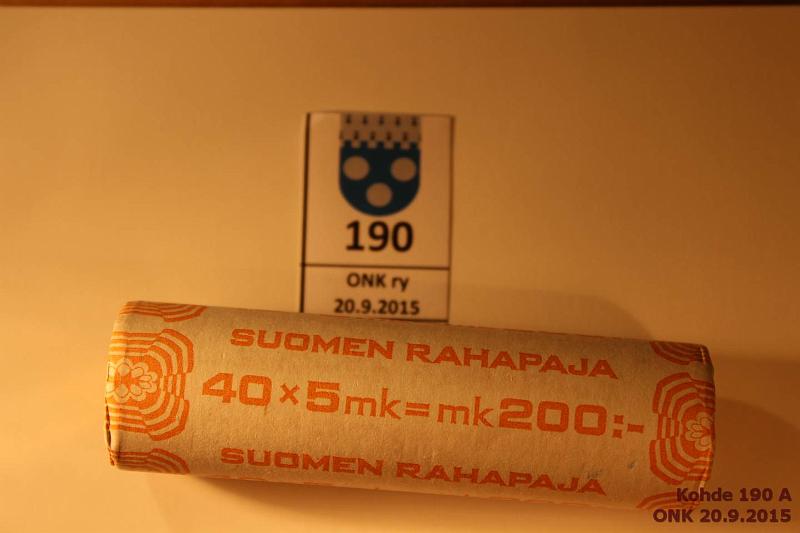 190
ONK ry
20.9.2015
SUOMEN RAHAPAJA
40×5mk=mk200:-
SUOMEN RAHAPAJA
Kohde 190 A
ONK 20.9.2015